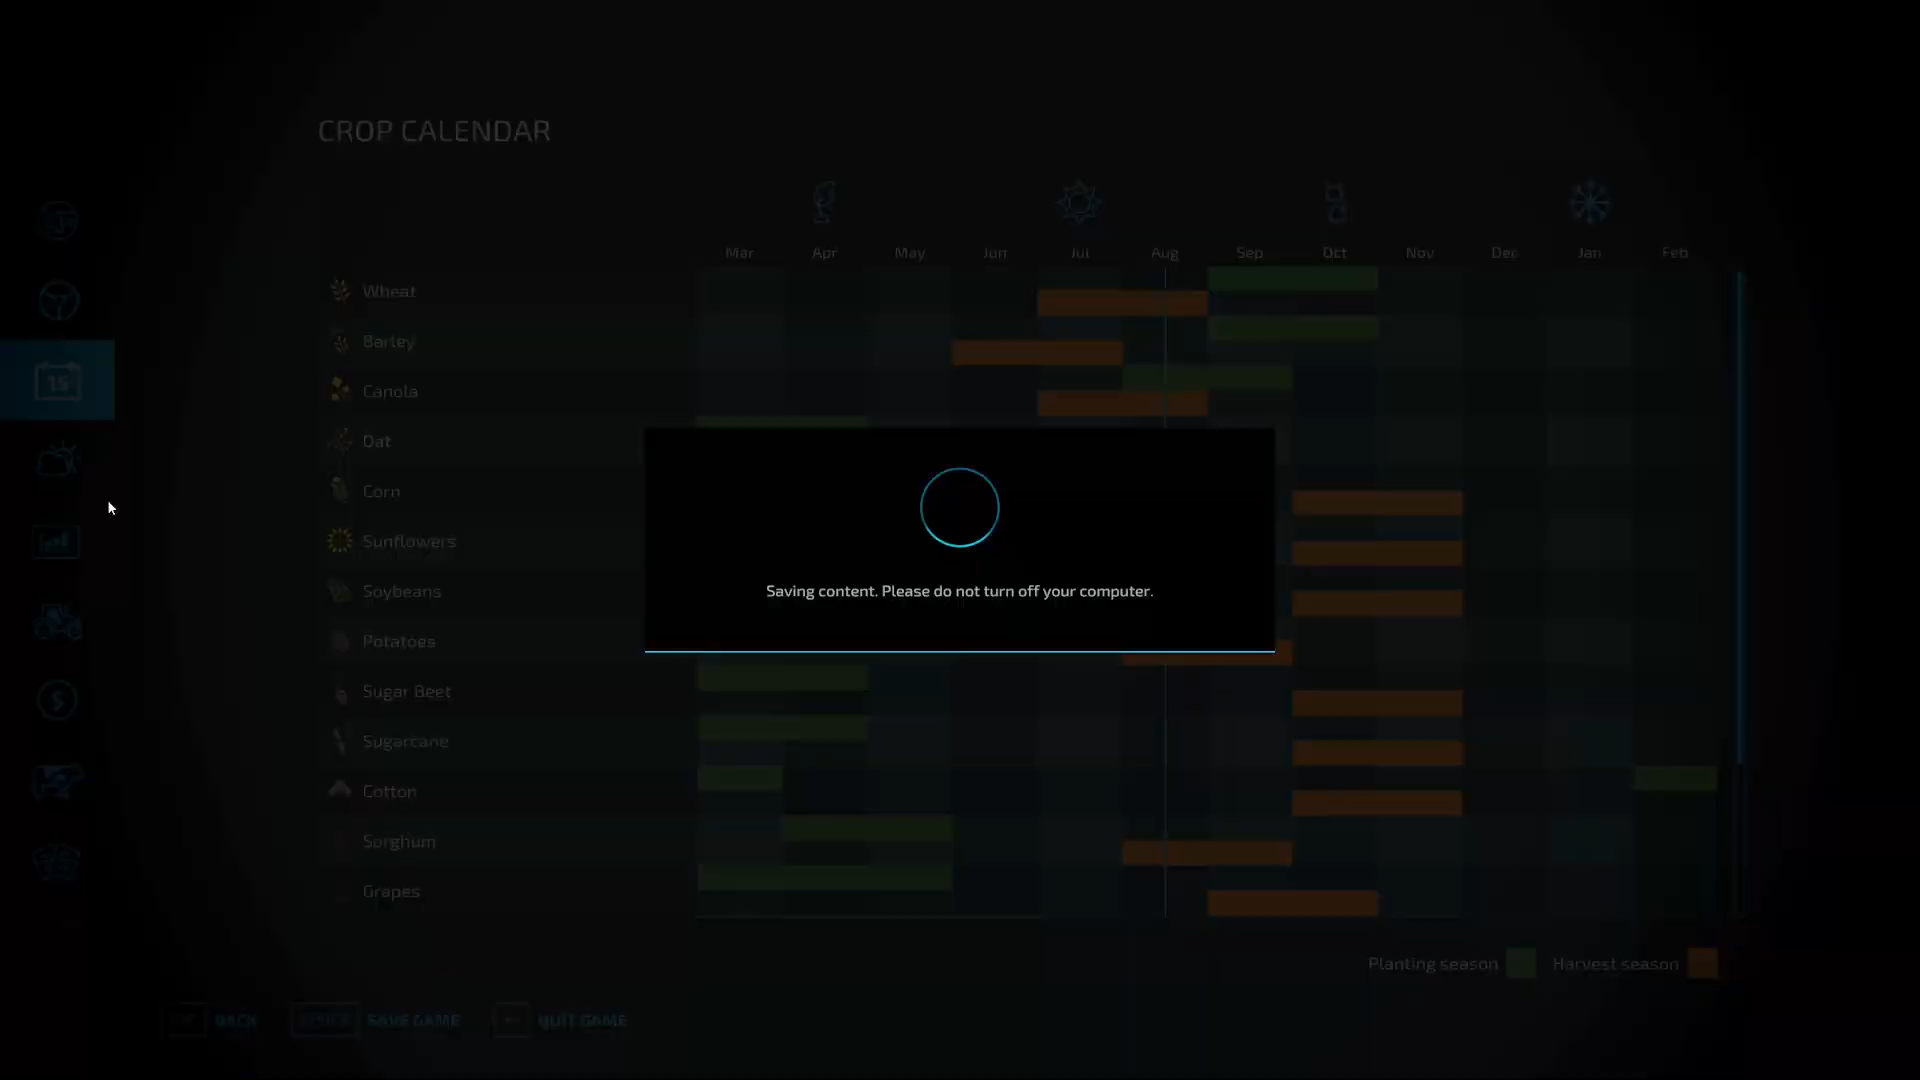 CROP CALENDAR
Mar Apr May Jun Jul Aug Sep Oct Nov Dec Jan Feb
Wheat
Barley
15
Canola
Oat
Corn
Sunflowers
Soybeans
Saving content. Please do not turn off your computer.
Potatoes
Sugar Beet
$
Sugarcane
Cotton
Sorghum
Grapes
Planting season Harvest season
BACK SAVE GAME QUIT GAME